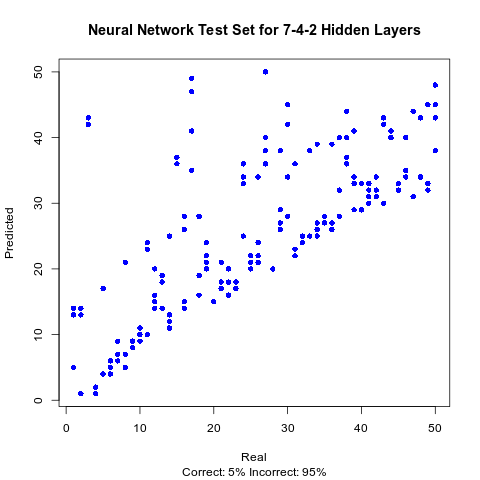 Neural Network Test Set for 7-4-2 Hidden Layers
Predicted
50
40
30
20
10
0
0 10 20 30 40 50
Real
Correct: 5% Incorrect: 95%